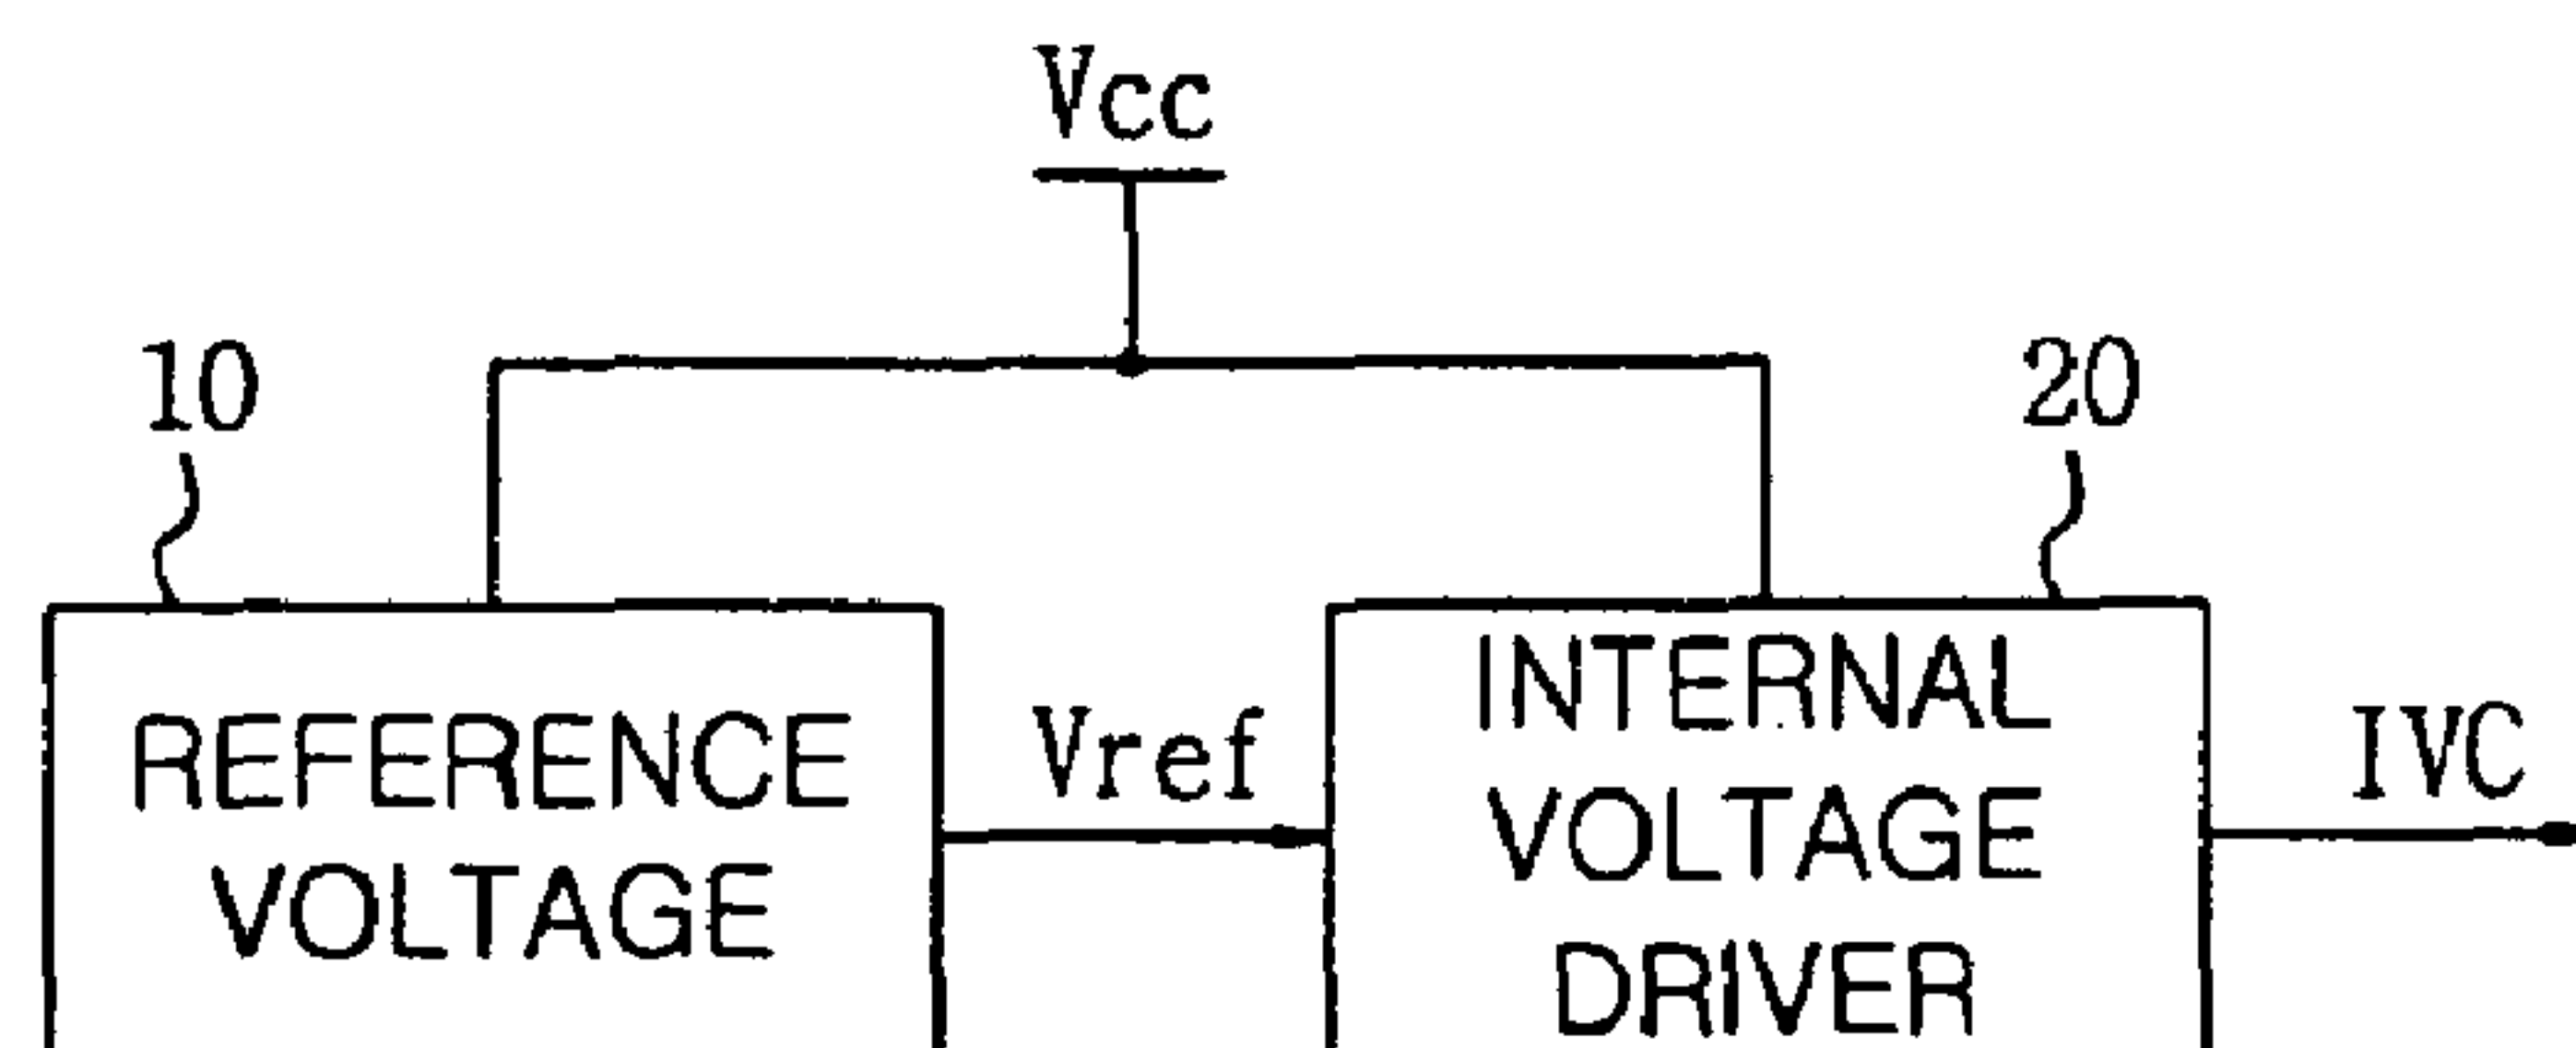 Vcc
10
20
REFERENCE
VOLTAGE
Vref
INTERNAL
VOLTAGE
DRIVER
IVC